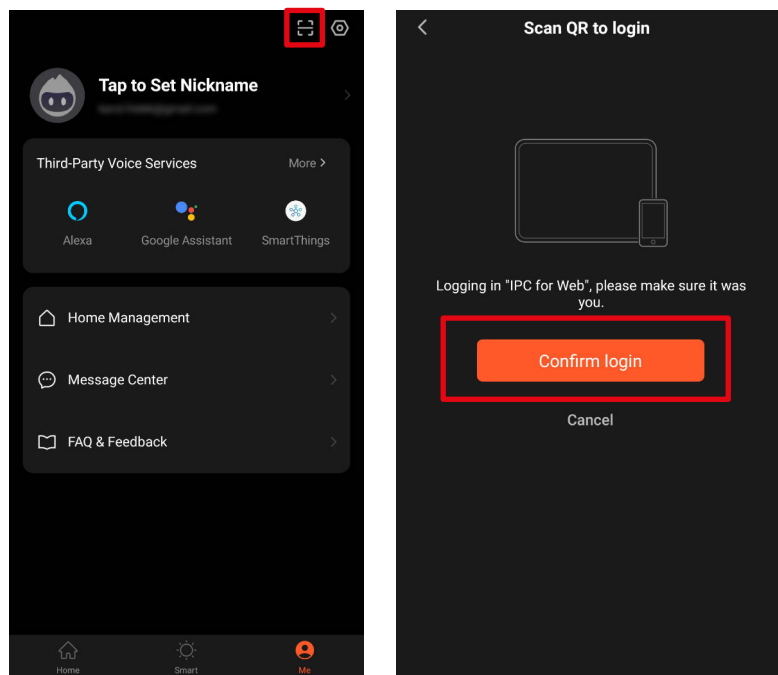 Tap to Set Nickname
Third-Party Voice Services More >
Alexa Google Assistant SmartThings
Home Management
Message Center
FAQ & Feedback
Home Smart Me
Scan QR to login
Logging in "IPC for Web", please make sure it was
you.
Confirm login
Cancel